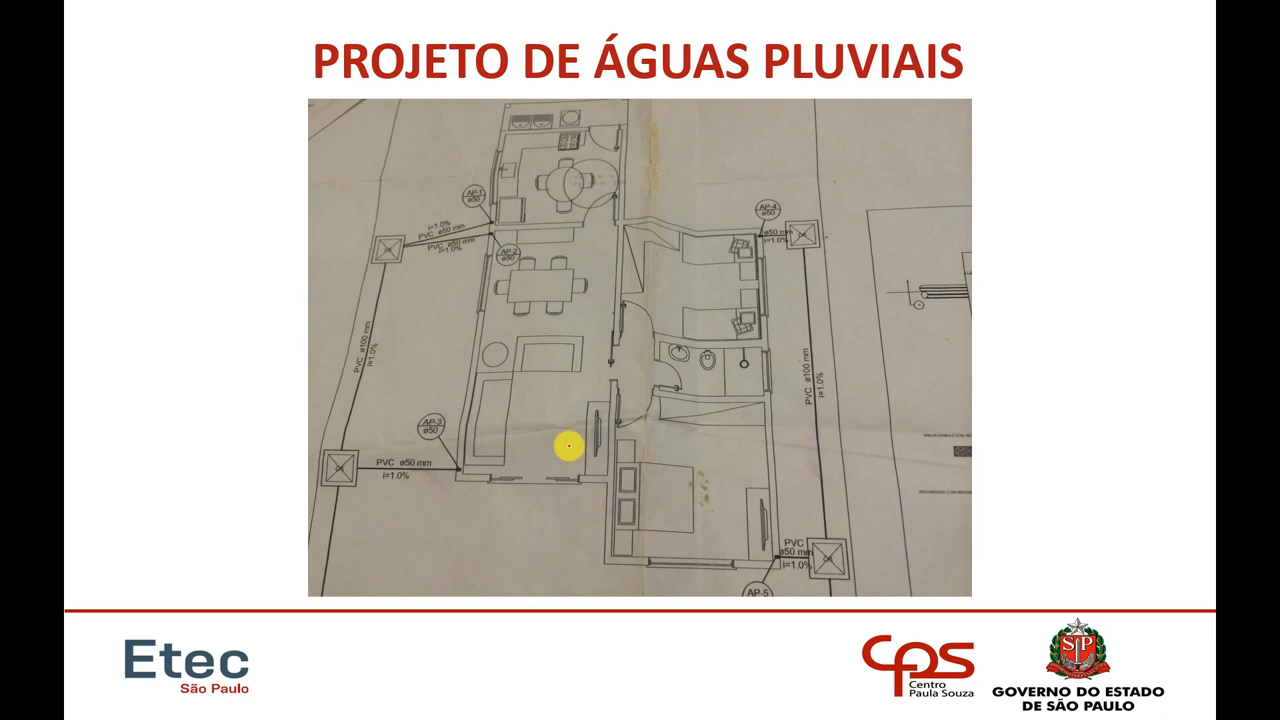 PROJETO DE ÁGUAS PLUVIAIS
AP-1
ø50
i=1.0%
PVC ø50 mm
PVC ø50 mm
i=1.0%
AP-2
ø50
AP-4
ø50
ø50 mm
i=1.0%
PVC ø100 mm
i=1.0%
PVC ø100 mm
i=1.0%
AP-3
ø50
PVC ø50 mm
i=1.0%
PVC
ø50 mm
i=1.0%
AP-5
Etec
São Paulo
CPS
Centro
Paula Souza
SP
GOVERNO DO ESTADO
DE SÃO PAULO